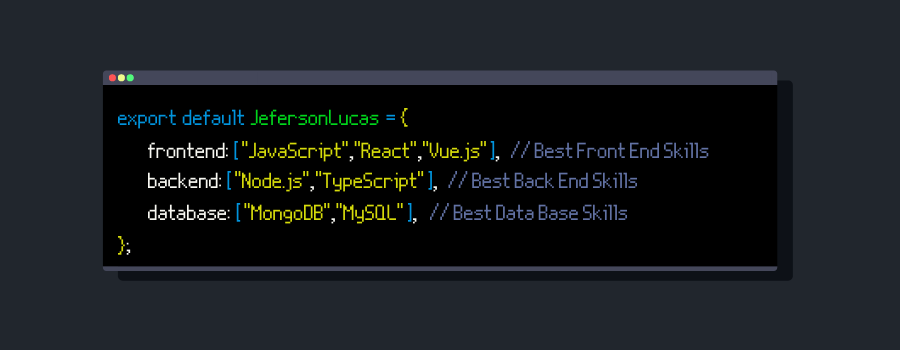 export default JefersonLucas = {
frontend: ["JavaScript","React","Vue.js"], // Best Front End Skills
backend: ["Node.js","TypeScript"], // Best Back End Skills
database: ["MongoDB","MySQL"], // Best Data Base Skills
};